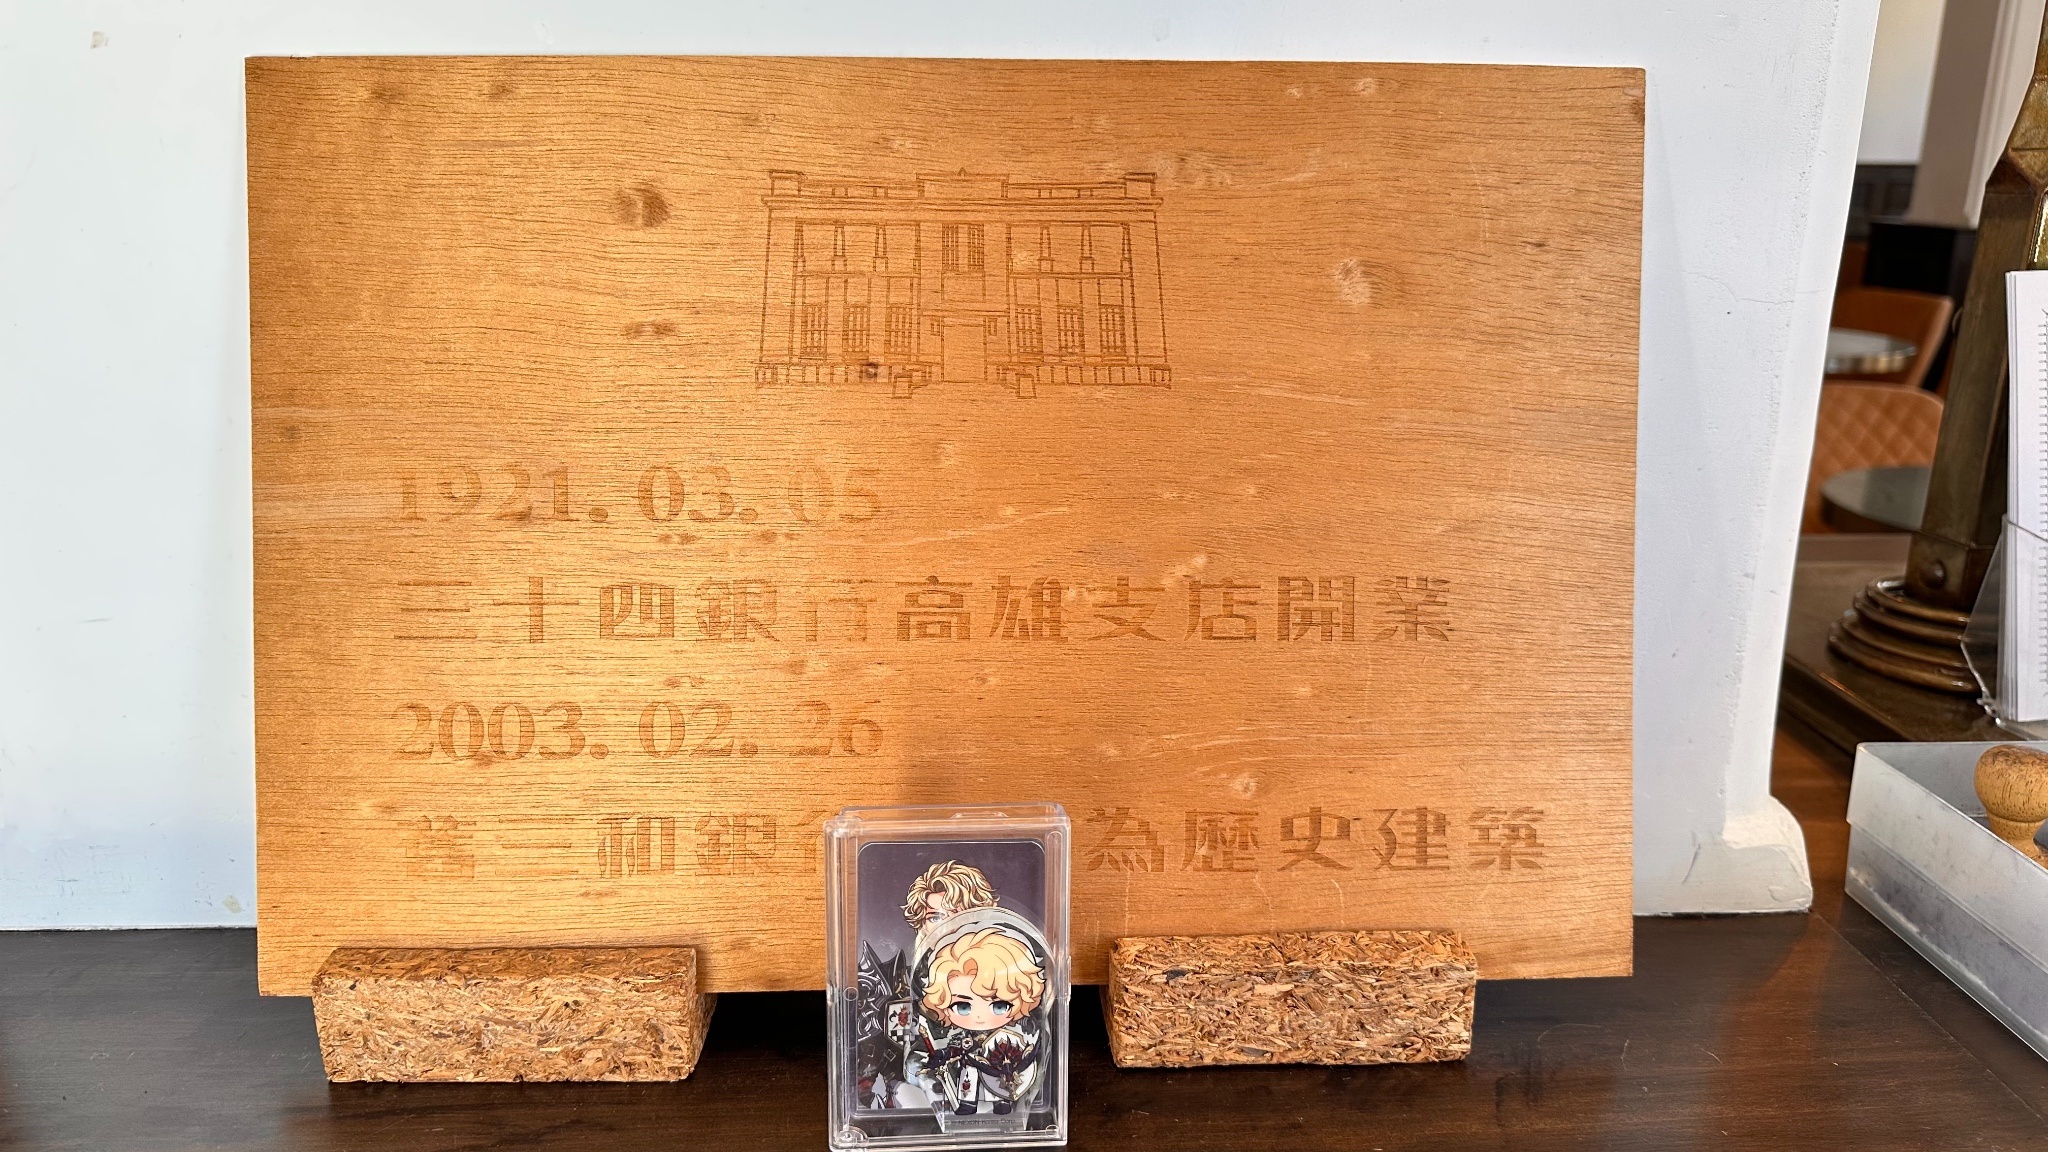 1921. 03. 05
三十四銀行高雄支店開業
2003. 02. 26
舊三和銀行 為歷史建築